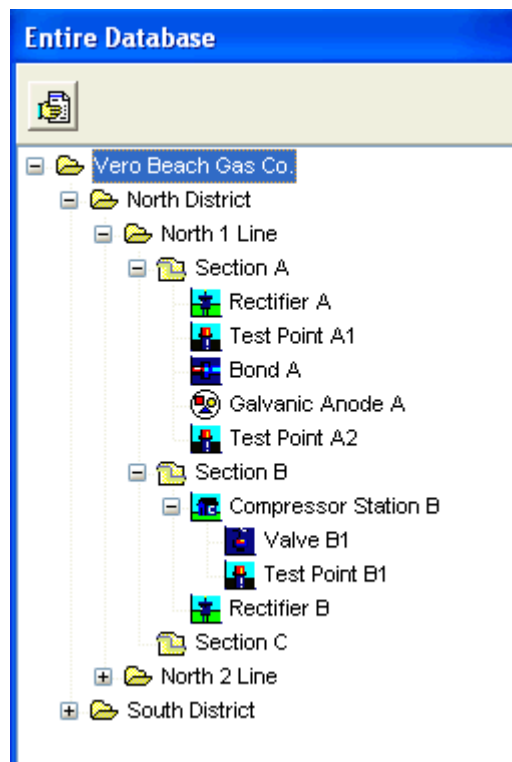 Entire Database
Vero Beach Gas Co.
North District
North 1 Line
Section A
Rectifier A
Test Point A1
Bond A
Galvanic Anode A
Test Point A2
Section B
Compressor Station B
Valve B1
Test Point B1
Rectifier B
Section C
North 2 Line
South District